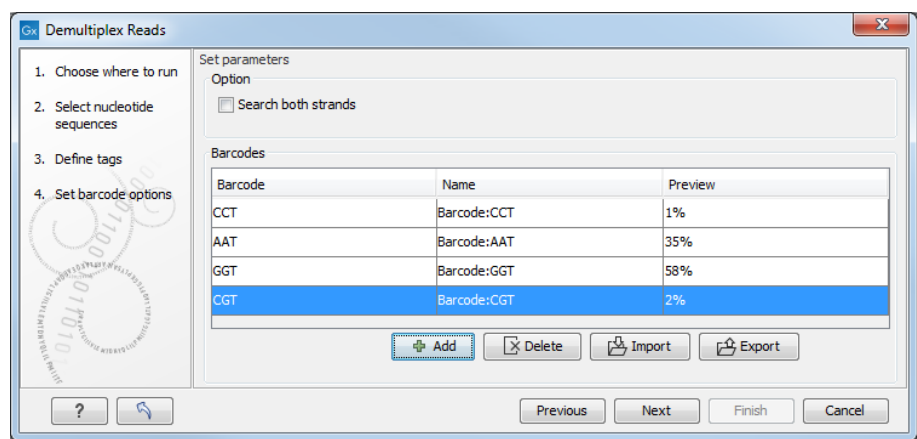 Gx Demultiplex Reads
x
1. Choose where to run
2. Select nucleotide
sequences
3. Define tags
4. Set barcode options
Set parameters
Option
Search both strands
Barcodes
Barcode Name Preview
CCT Barcode:CCT 1%
AAT Barcode:AAT 35%
GGT Barcode:GGT 58%
CGT Barcode:CGT 2%
Add Delete Import Export
? Previous Next Finish Cancel